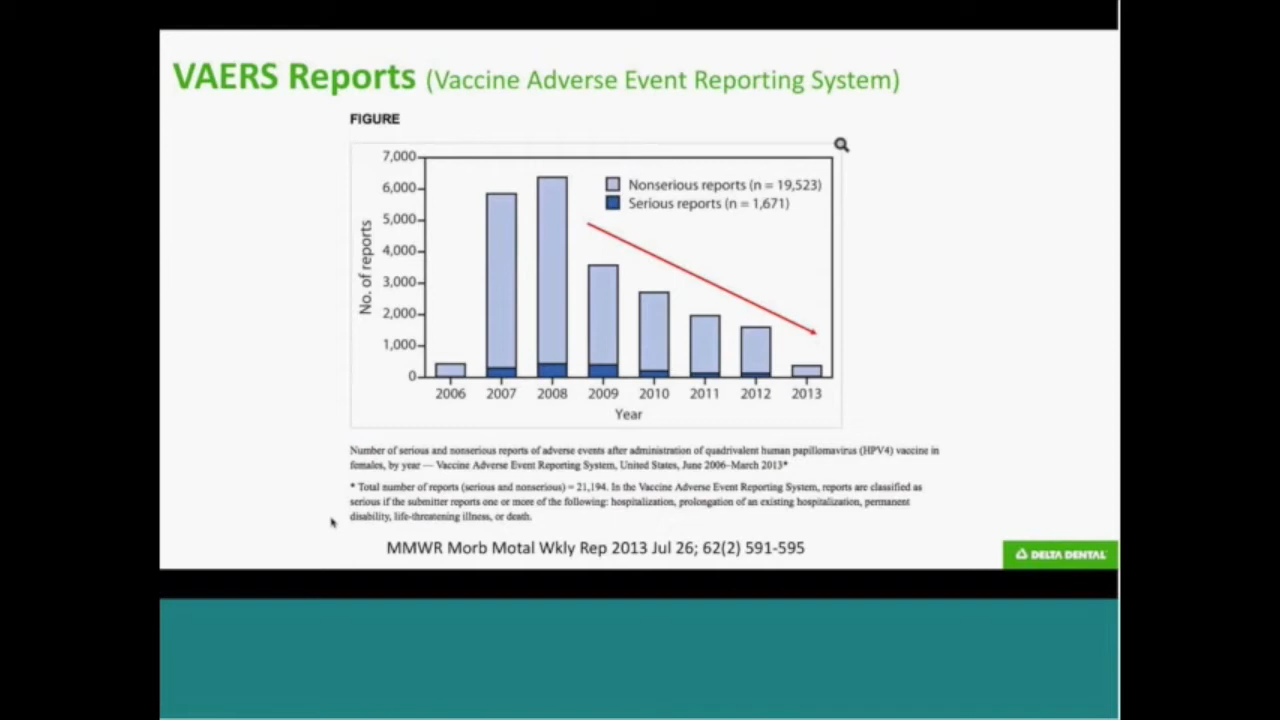 VAERS Reports (Vaccine Adverse Event Reporting System)
FIGURE
7,000
6,000
5,000
4,000
3,000
2,000
1,000
0
No. of reports
Nonserious reports (n = 19,523)
Serious reports (n = 1,671)
2006 2007 2008 2009 2010 2011 2012 2013
Year
Number of serious and nonserious reports of adverse events after administration of quadrivalent human papillomavirus (HPV4) vaccine in
females, by year — Vaccine Adverse Event Reporting System, United States, June 2006–March 2013*
* Total number of reports (serious and nonserious) = 21,194. In the Vaccine Adverse Event Reporting System, reports are classified as
serious if the submitter reports one or more of the following: hospitalization, prolongation of an existing hospitalization, permanent
disability, life-threatening illness, or death.
MMWR Morb Motal Wkly Rep 2013 Jul 26; 62(2) 591-595
DELTA DENTAL